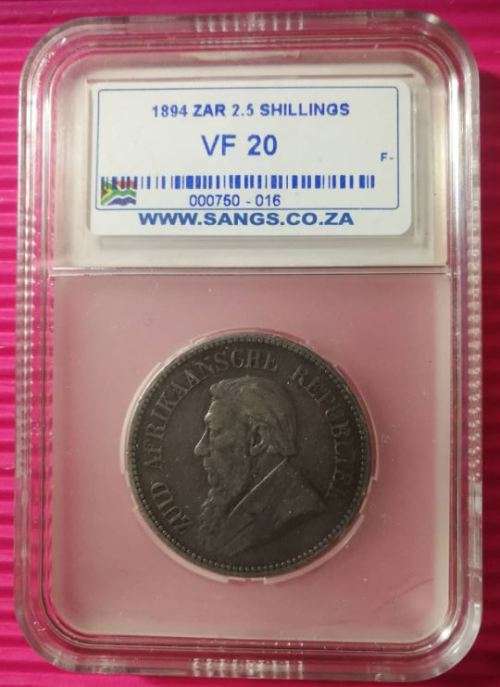 1894 ZAR 2.5 SHILLINGS
VF 20
F-
000750 - 016
WWW.SANGS.CO.ZA
ZUID AFRIKAANSCHE REPUBLIEK